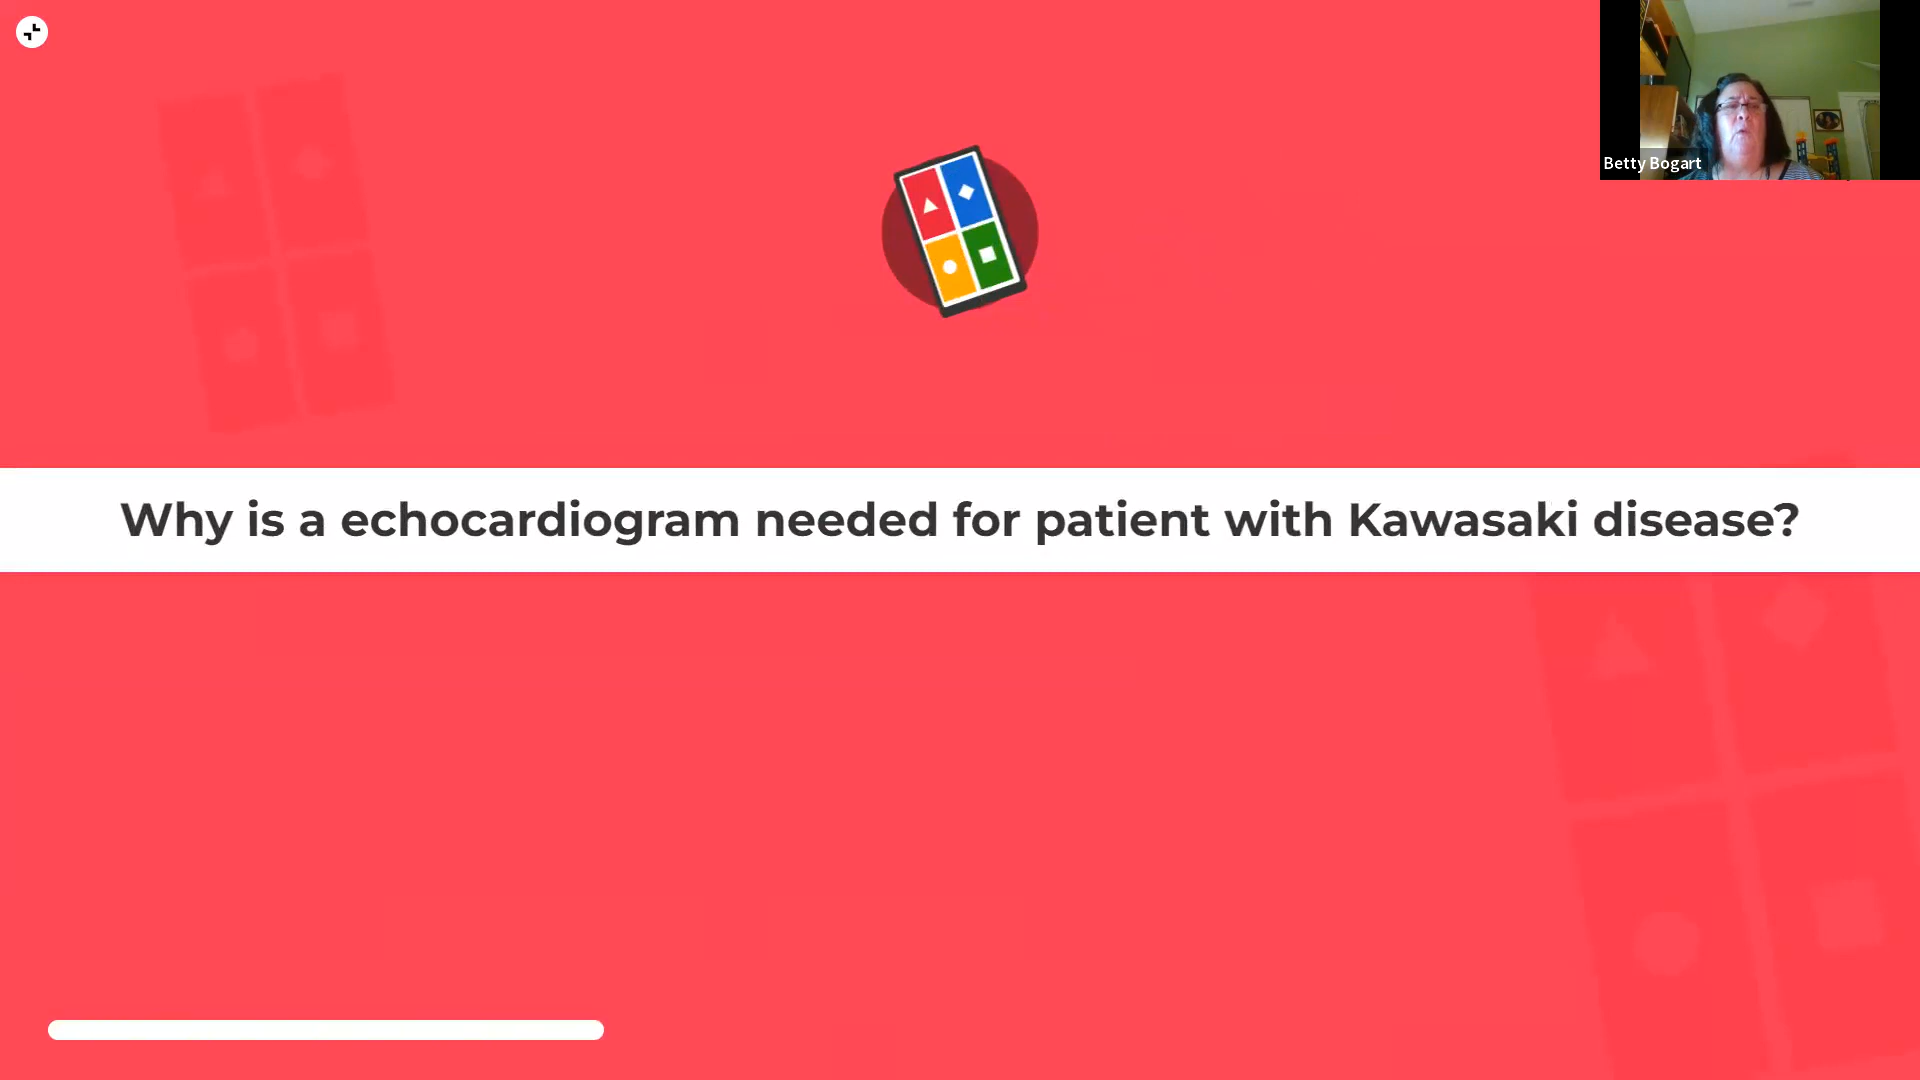 Betty Bogart
Why is a echocardiogram needed for patient with Kawasaki disease?